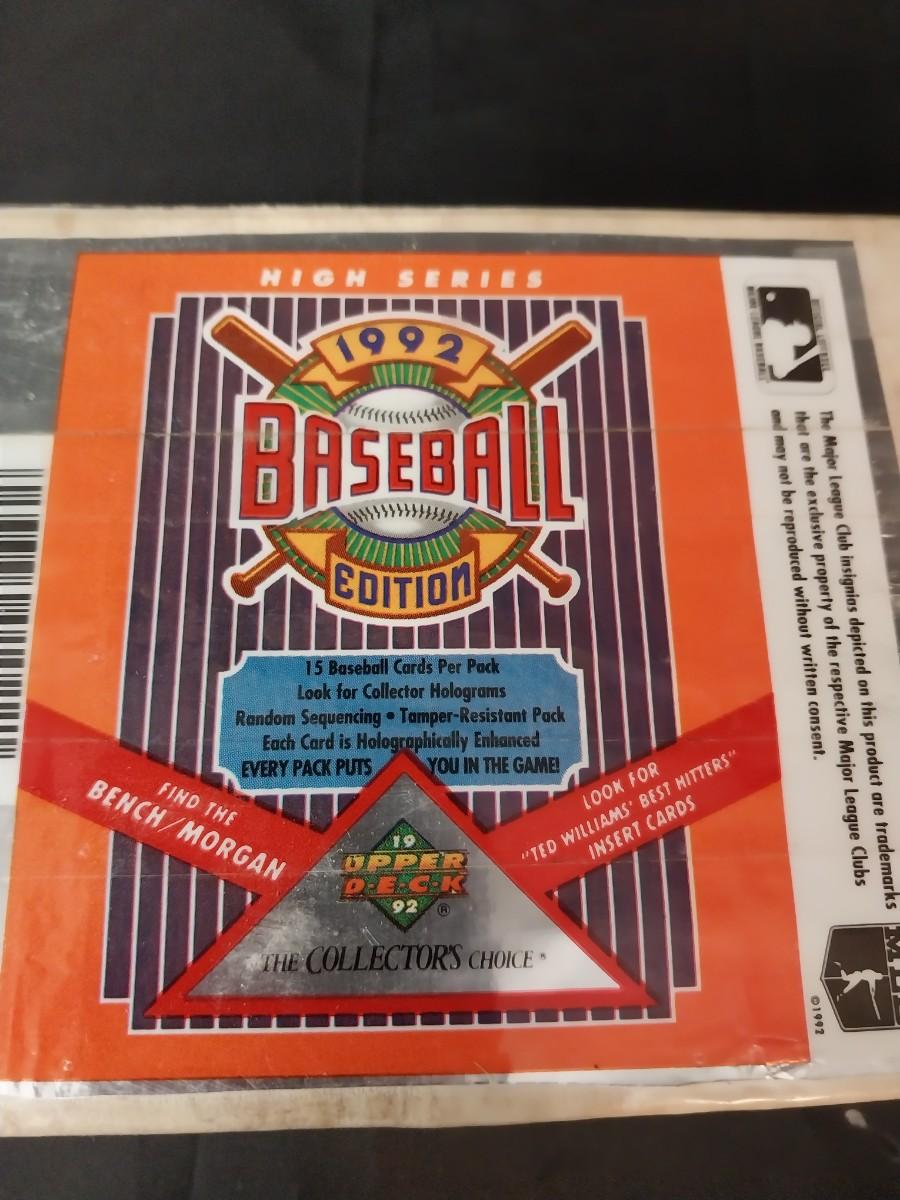 HIGH SERIES
1992
BASEBALL
EDITION
15 Baseball Cards Per Pack
Look for Collector Holograms
Random Sequencing • Tamper-Resistant Pack
Each Card is Holographically Enhanced
EVERY PACK PUTS YOU IN THE GAME!
FIND THE
BENCH/MORGAN
LOOK FOR
"TED WILLIAMS' BEST HITTERS"
INSERT CARDS
19
UPPER
D•E•C•K
92 ®
THE COLLECTOR'S CHOICE ®
The Major League Club insignias depicted on this product are trademarks
that are the exclusive property of the respective Major League Clubs
and may not be reproduced without written consent.
©1992